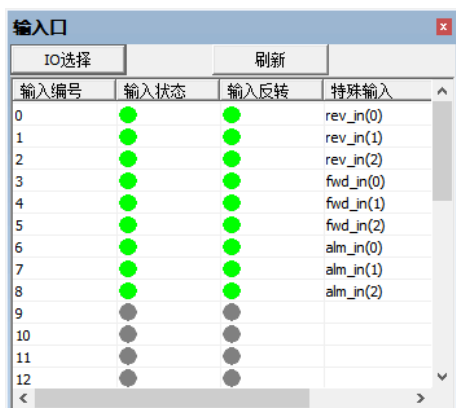 输入口
IO选择 刷新
输入编号 输入状态 输入反转 特殊输入
0 rev_in(0)
1 rev_in(1)
2 rev_in(2)
3 fwd_in(0)
4 fwd_in(1)
5 fwd_in(2)
6 alm_in(0)
7 alm_in(1)
8 alm_in(2)
9
10
11
12